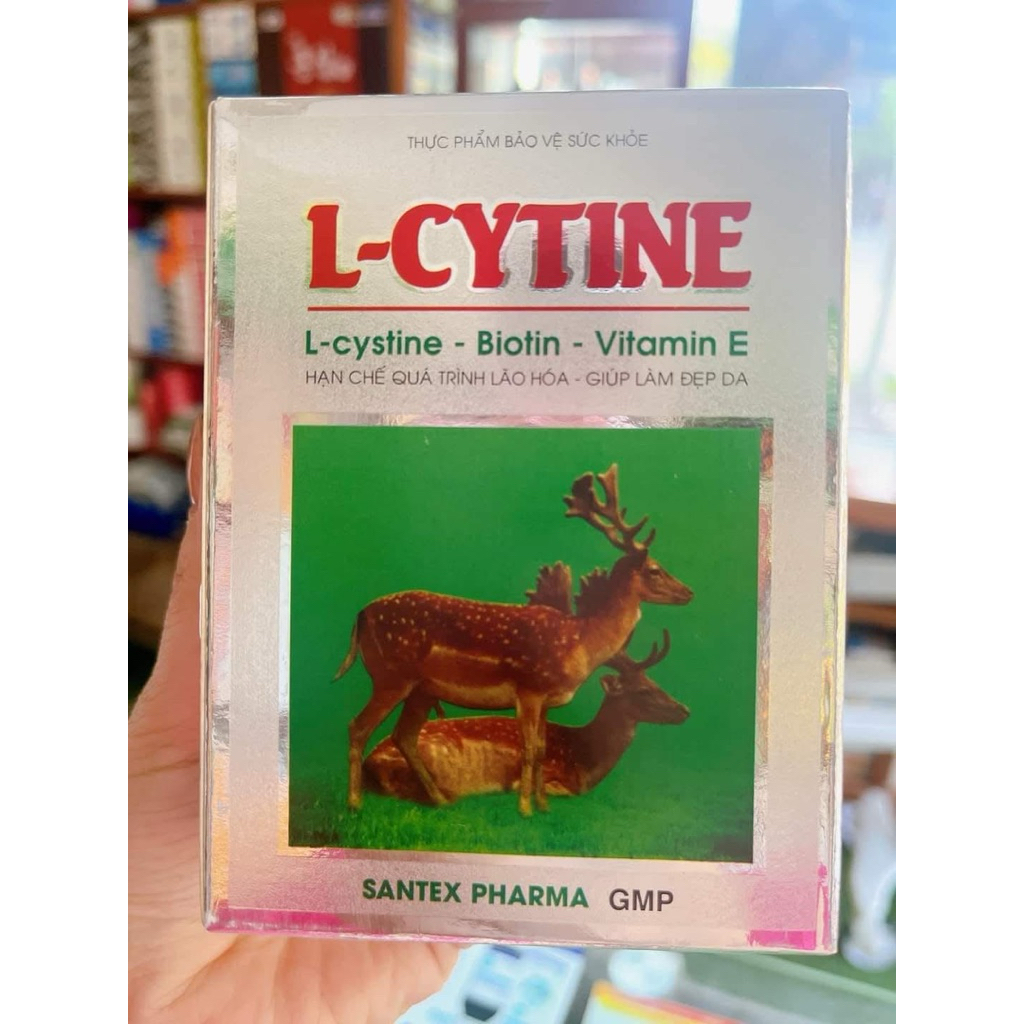 THỰC PHẨM BẢO VỆ SỨC KHỎE
L-CYTINE
L-cystine - Biotin - Vitamin E
HẠN CHẾ QUÁ TRÌNH LÃO HÓA - GIÚP LÀM ĐẸP DA
SANTEX PHARMA GMP